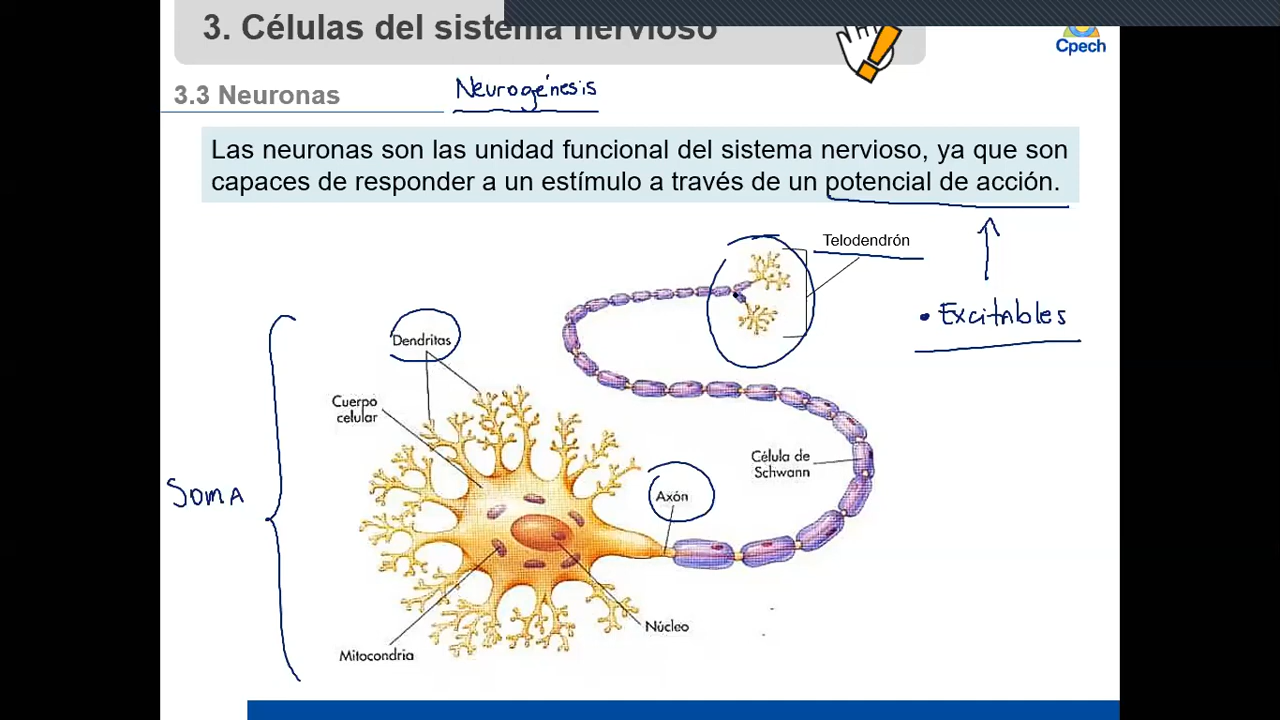 3. Células del sistema nervioso
Cpech
3.3 Neuronas
Neurogénesis
Las neuronas son las unidad funcional del sistema nervioso, ya que son
capaces de responder a un estímulo a través de un potencial de acción.
Telodendrón
• Excitables
Dendritas
Cuerpo
celular
Célula de
Schwann
SOMA
Axón
Núcleo
Mitocondria